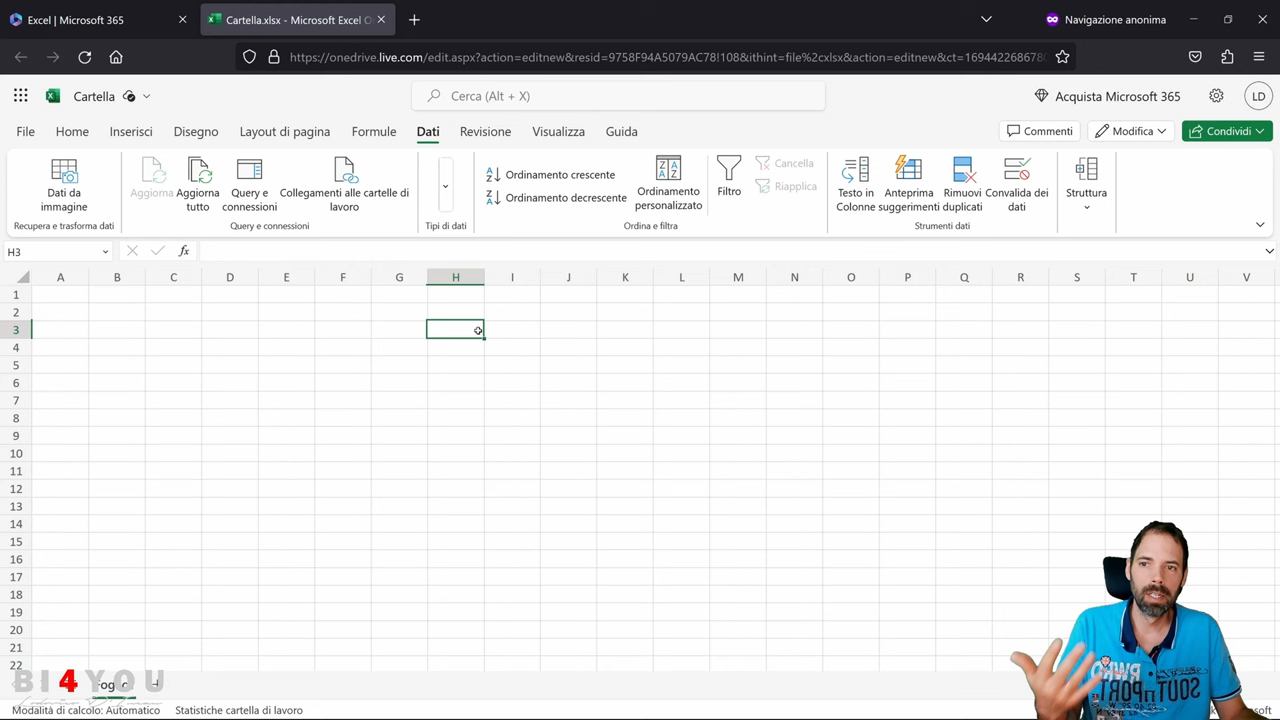 Excel | Microsoft 365
Cartella.xlsx - Microsoft Excel O
Navigazione anonima
https://onedrive.live.com/edit.aspx?action=editnew&resid=9758F94A5079AC78!108&ithint=file%2cxlsx&action=editnew&ct=1694422686780
Cartella
Cerca (Alt + X)
Acquista Microsoft 365
LD
File Home Inserisci Disegno Layout di pagina Formule Dati Revisione Visualizza Guida
Commenti Modifica Condividi
Dati da immagine
Aggiorna
Aggiorna tutto
Query e connessioni
Collegamenti alle cartelle di lavoro
Ordinamento crescente
Ordinamento decrescente
Ordinamento personalizzato
Filtro
Cancella
Riapplica
Testo in Colonne
Anteprima suggerimenti
Rimuovi duplicati
Convalida dei dati
Struttura
Recupera e trasforma dati
Query e connessioni
Tipi di dati
Ordina e filtra
Strumenti dati
H3
fx
A B C D E F G H I J K L M N O P Q R S T U V
1
2
3
4
5
6
7
8
9
10
11
12
13
14
15
16
17
18
19
20
21
22
BI4YOU
Modalità di calcolo: Automatico
Statistiche cartella di lavoro
SOUTHPORT